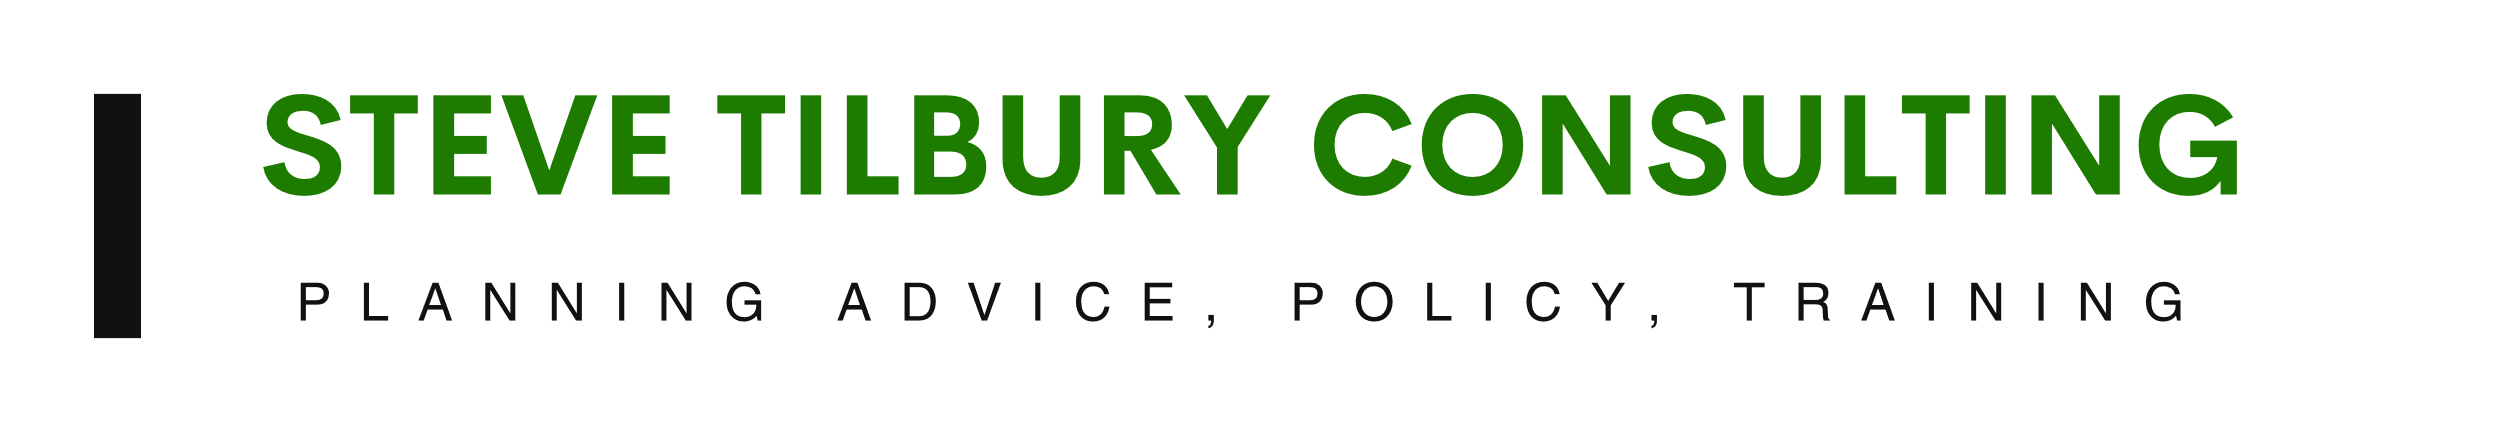 STEVE TILBURY CONSULTING
PLANNING ADVICE, POLICY, TRAINING